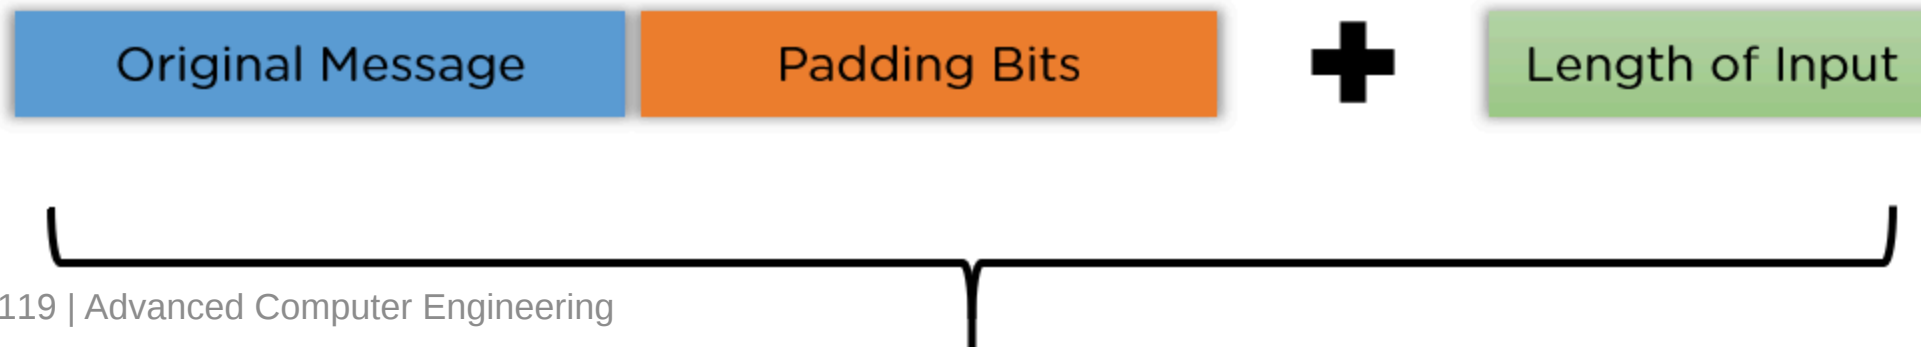 Original Message Padding Bits + Length of Input
119 | Advanced Computer Engineering